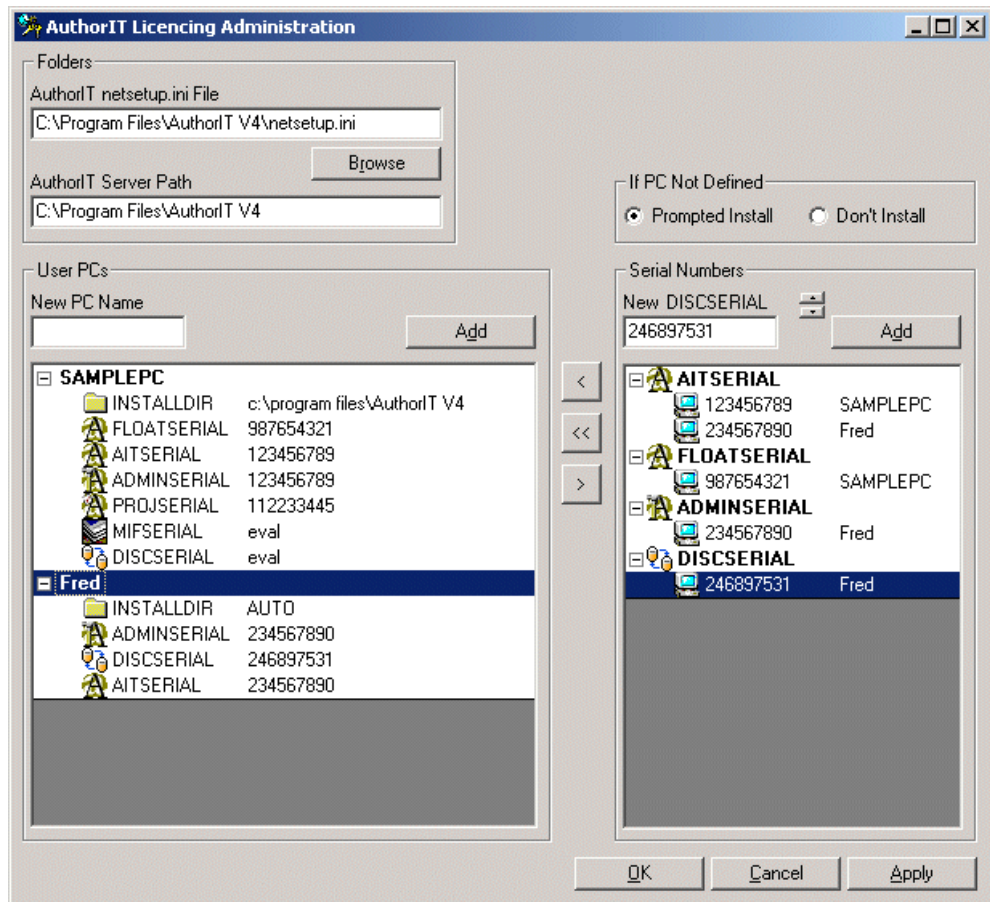 AuthorIT Licencing Administration
Folders
AuthorIT netsetup.ini File
C:\Program Files\AuthorIT V4\netsetup.ini
Browse
AuthorIT Server Path
C:\Program Files\AuthorIT V4
If PC Not Defined
Prompted Install Don't Install
User PCs
New PC Name
Add
SAMPLEPC
INSTALLDIR c:\program files\AuthorIT V4
FLOATSERIAL 987654321
AITSERIAL 123456789
ADMINSERIAL 123456789
PROJSERIAL 112233445
MIFSERIAL eval
DISCSERIAL eval
Fred
INSTALLDIR AUTO
ADMINSERIAL 234567890
DISCSERIAL 246897531
AITSERIAL 234567890
<
<<
>
Serial Numbers
New DISCSERIAL
246897531 Add
AITSERIAL
123456789 SAMPLEPC
234567890 Fred
FLOATSERIAL
987654321 SAMPLEPC
ADMINSERIAL
234567890 Fred
DISCSERIAL
246897531 Fred
OK Cancel Apply